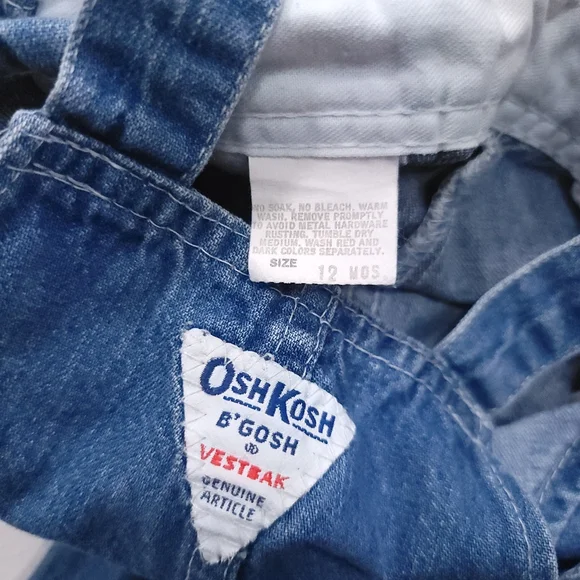 NO SOAK, NO BLEACH. WARM
WASH. REMOVE PROMPTLY
TO AVOID METAL HARDWARE
RUSTING. TUMBLE DRY
MEDIUM. WASH RED AND
DARK COLORS SEPARATELY.
SIZE 12 MOS.
OSHKOSH
B'GOSH
®
VESTBAK
GENUINE
ARTICLE